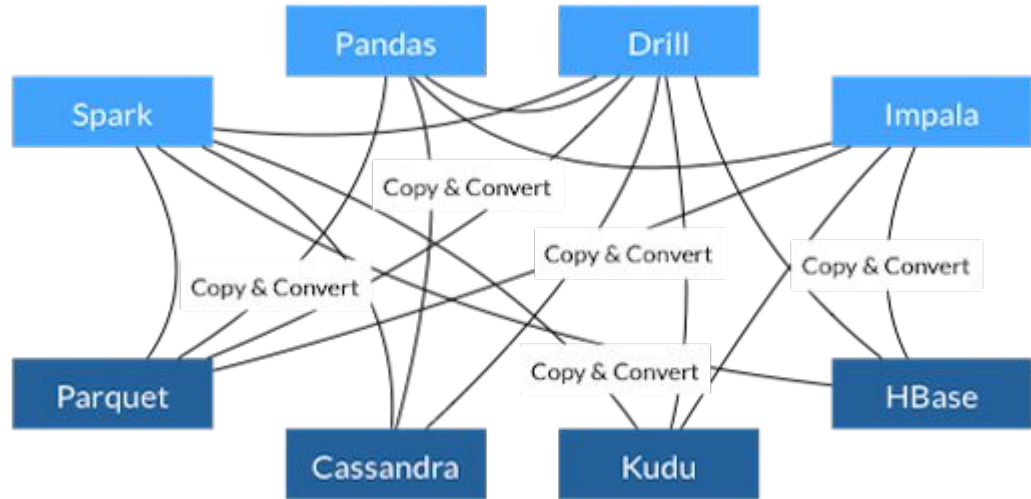 Pandas
Drill
Spark
Impala
Copy & Convert
Copy & Convert
Copy & Convert
Copy & Convert
Copy & Convert
Parquet
HBase
Cassandra
Kudu